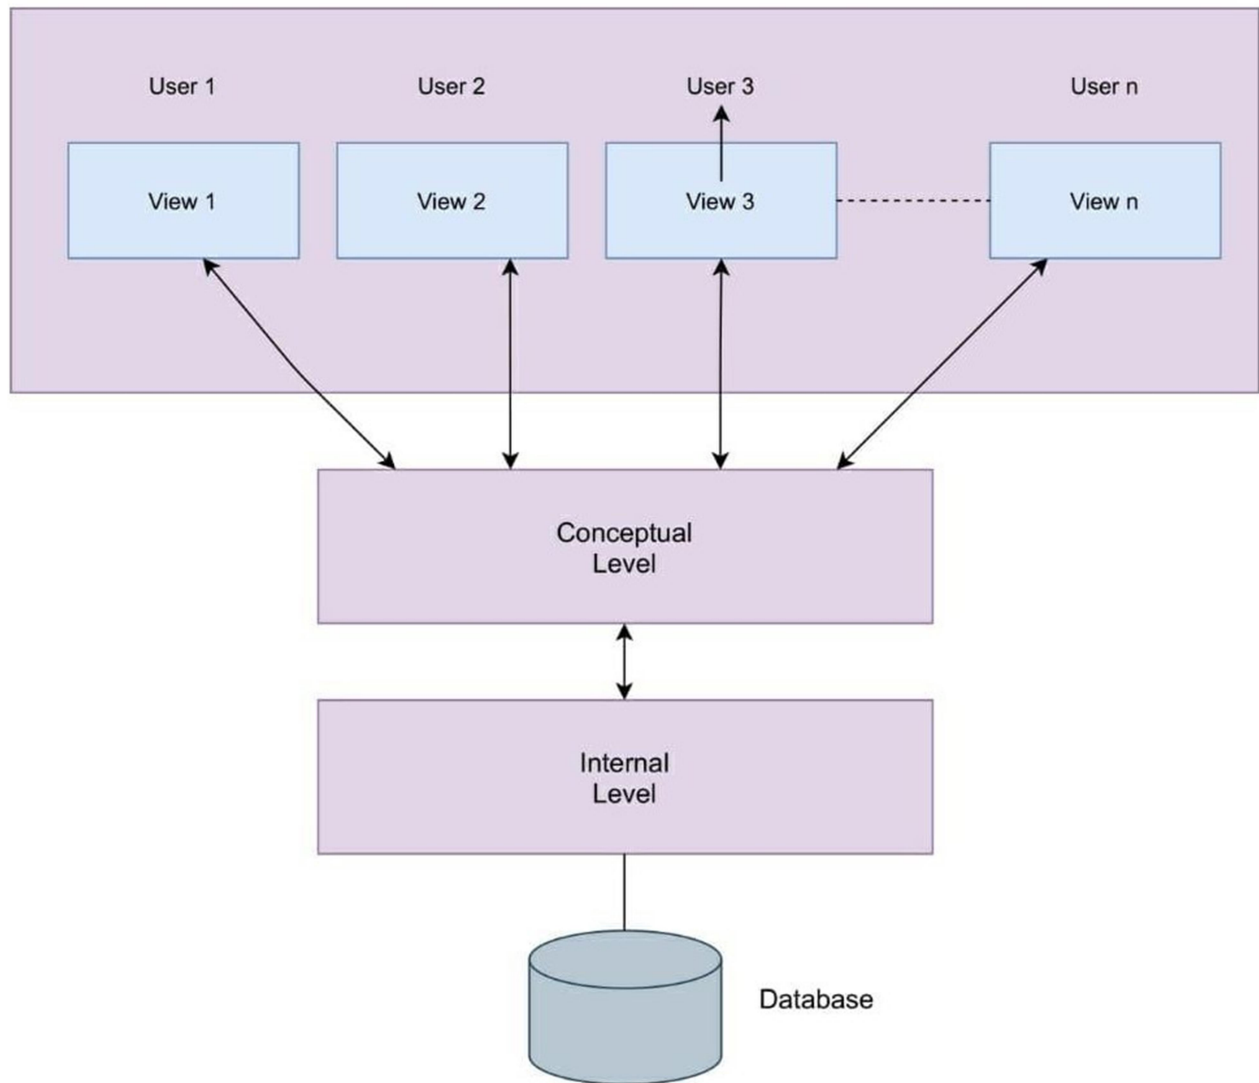 User 1
User 2
User 3
User n
View 1
View 2
View 3
View n
Conceptual
Level
Internal
Level
Database